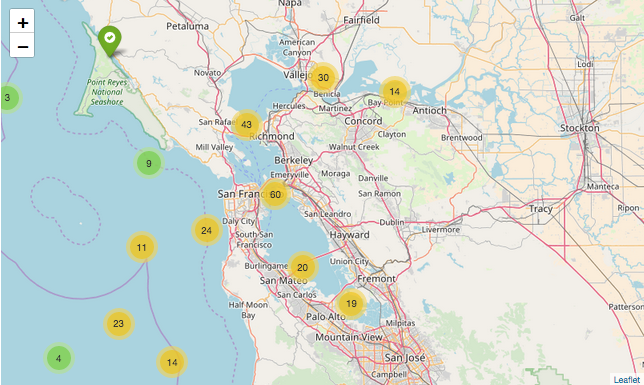 Napa
Petaluma
Fairfield
Galt
+
−
American
Canyon
Novato
Vallejo
30
Lodi
Point Reyes
National
Seashore
Benicia
14
Bay Point
3
Hercules
Martinez
Antioch
San Rafael
43
Richmond
Concord
Stockton
Mill Valley
Clayton
Brentwood
Walnut Creek
9
Berkeley
Emeryville
Moraga
Danville
Manteca
San Fran
60
San Ramon
San Leandro
Tracy
Ripon
Daly City
24
Dublin
Livermore
South San
Francisco
Hayward
11
Burlingame
20
Union City
San Mateo
Fremont
San Carlos
Half Moon
Bay
19
Patterson
Palo Alto
23
Milpitas
Mountain View
4
14
San José
Campbell
Leaflet